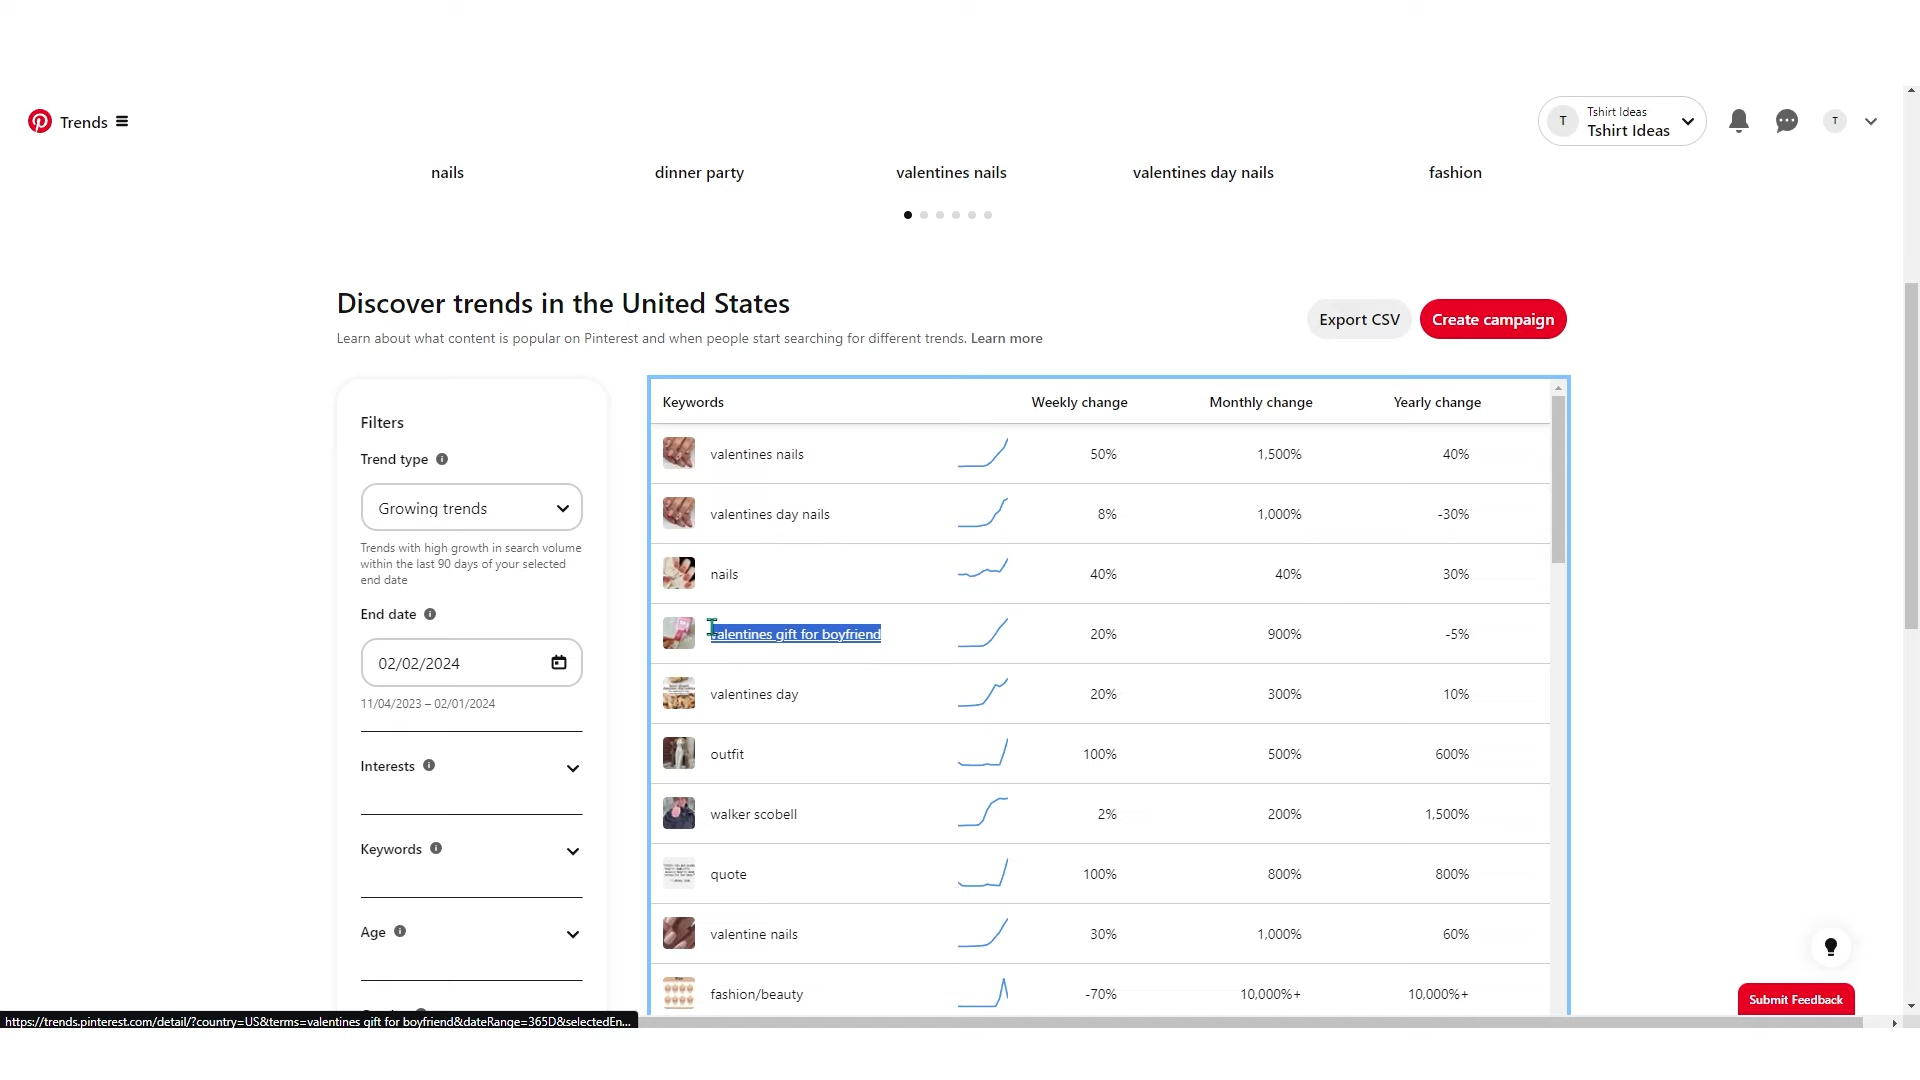 Trends
Tshirt Ideas
T Tshirt Ideas T
nails dinner party valentines nails valentines day nails fashion
Discover trends in the United States
Export CSV Create campaign
Learn about what content is popular on Pinterest and when people start searching for different trends. Learn more
Filters
Trend type
Growing trends
Trends with high growth in search volume
within the last 90 days of your selected
end date
End date
02/02/2024
11/04/2023 – 02/01/2024
Interests
Keywords
Age
Keywords Weekly change Monthly change Yearly change
valentines nails 50% 1,500% 40%
valentines day nails 8% 1,000% -30%
nails 40% 40% 30%
valentines gift for boyfriend 20% 900% -5%
valentines day 20% 300% 10%
outfit 100% 500% 600%
walker scobell 2% 200% 1,500%
quote 100% 800% 800%
valentine nails 30% 1,000% 60%
fashion/beauty -70% 10,000%+ 10,000%+
Submit Feedback
https://trends.pinterest.com/detail/?country=US&terms=valentines gift for boyfriend&dateRange=365D&selectedEn...